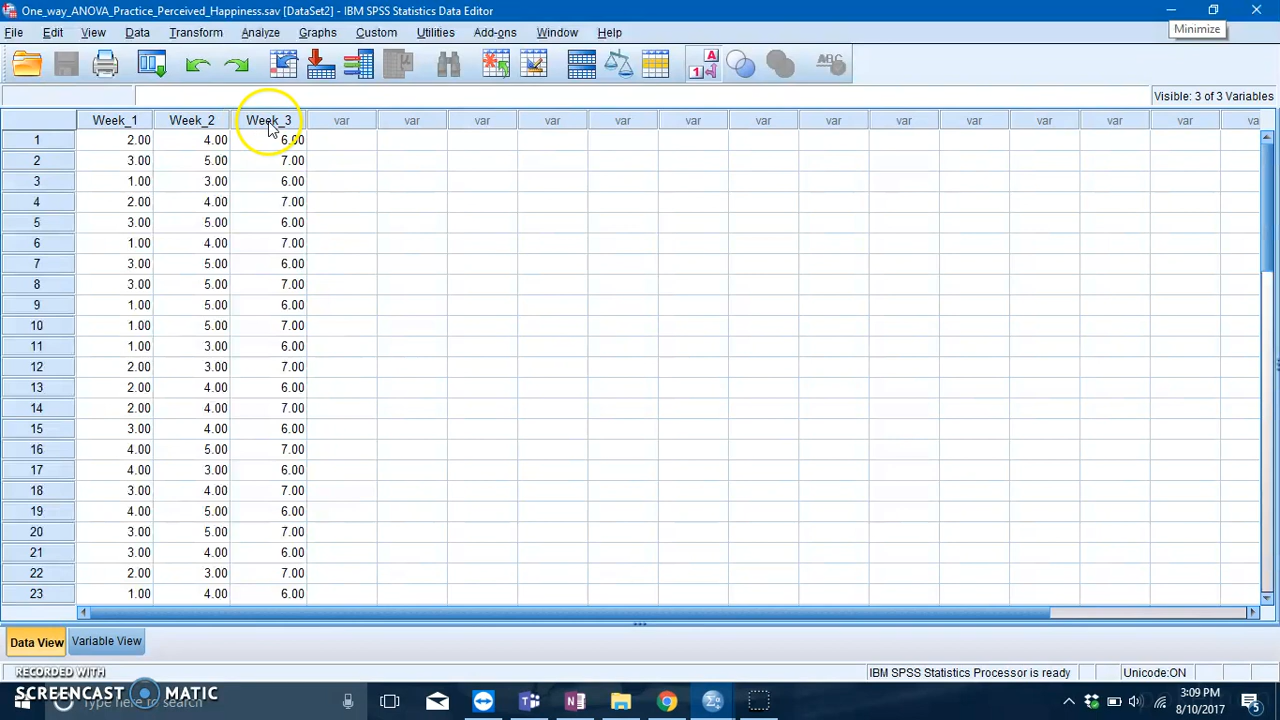 One_way_ANOVA_Practice_Perceived_Happiness.sav [DataSet2] - IBM SPSS Statistics Data Editor
Minimize
File Edit View Data Transform Analyze Graphs Custom Utilities Add-ons Window Help
Visible: 3 of 3 Variables
Week_1 Week_2 Week_3 var var var var var var var var var var var var var va
1 2.00 4.00 6.00
2 3.00 5.00 7.00
3 1.00 3.00 6.00
4 2.00 4.00 7.00
5 3.00 5.00 6.00
6 1.00 4.00 7.00
7 3.00 5.00 6.00
8 3.00 5.00 7.00
9 1.00 5.00 6.00
10 1.00 5.00 7.00
11 1.00 3.00 6.00
12 2.00 3.00 7.00
13 2.00 4.00 6.00
14 2.00 4.00 7.00
15 3.00 4.00 6.00
16 4.00 5.00 7.00
17 4.00 3.00 6.00
18 3.00 4.00 7.00
19 4.00 5.00 6.00
20 3.00 5.00 7.00
21 3.00 4.00 6.00
22 2.00 3.00 7.00
23 1.00 4.00 6.00
Data View Variable View
IBM SPSS Statistics Processor is ready Unicode:ON
RECORDED WITH
SCREENCAST MATIC
Type here to search
3:09 PM
8/10/2017
5